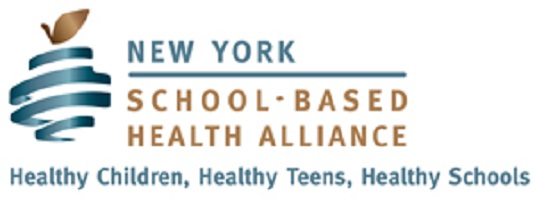 NEW YORK
SCHOOL-BASED
HEALTH ALLIANCE
Healthy Children, Healthy Teens, Healthy Schools